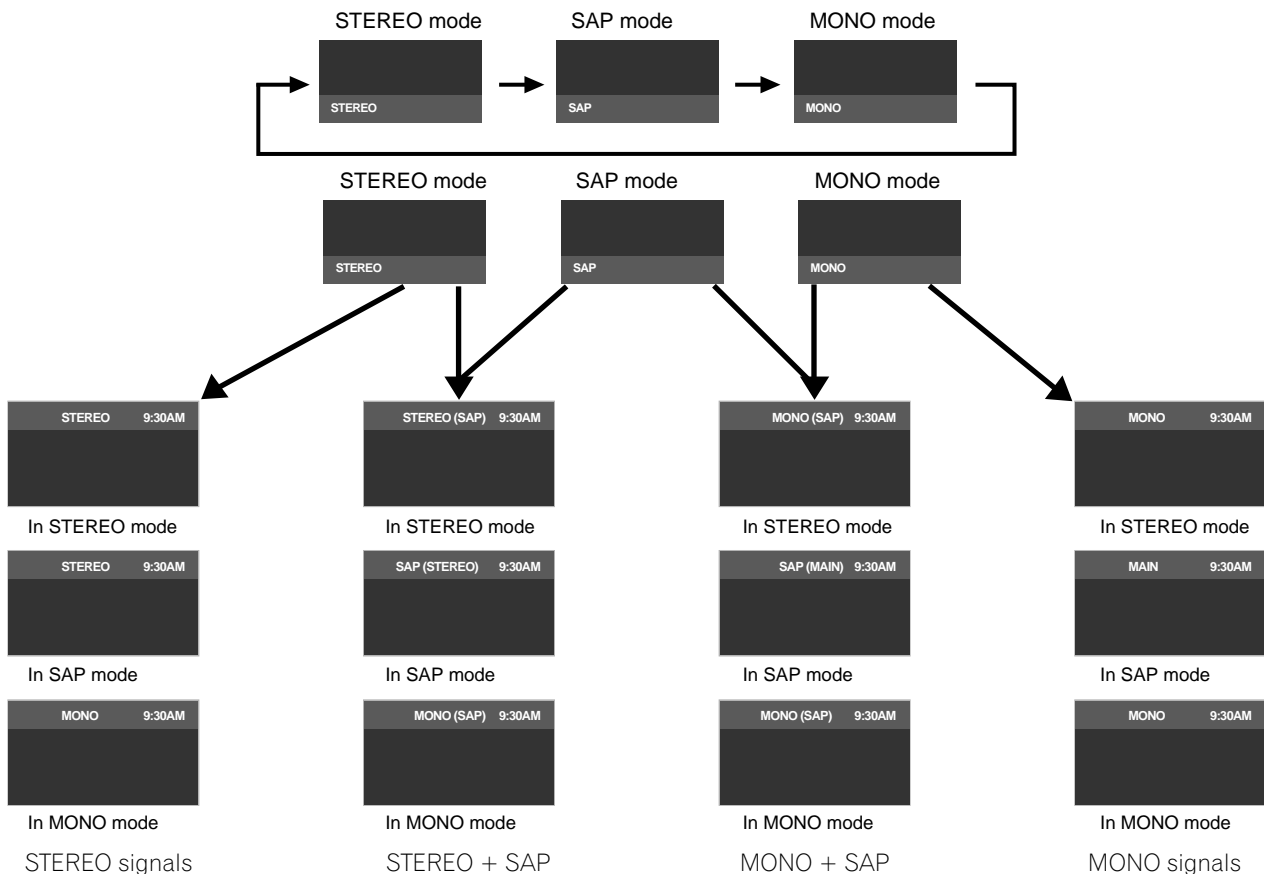 STEREO mode SAP mode MONO mode
STEREO SAP MONO
STEREO mode SAP mode MONO mode
STEREO SAP MONO
STEREO 9:30AM STEREO (SAP) 9:30AM MONO (SAP) 9:30AM MONO 9:30AM
In STEREO mode In STEREO mode In STEREO mode In STEREO mode
STEREO 9:30AM SAP (STEREO) 9:30AM SAP (MAIN) 9:30AM MAIN 9:30AM
In SAP mode In SAP mode In SAP mode In SAP mode
MONO 9:30AM MONO (SAP) 9:30AM MONO (SAP) 9:30AM MONO 9:30AM
In MONO mode In MONO mode In MONO mode In MONO mode
STEREO signals STEREO + SAP MONO + SAP MONO signals